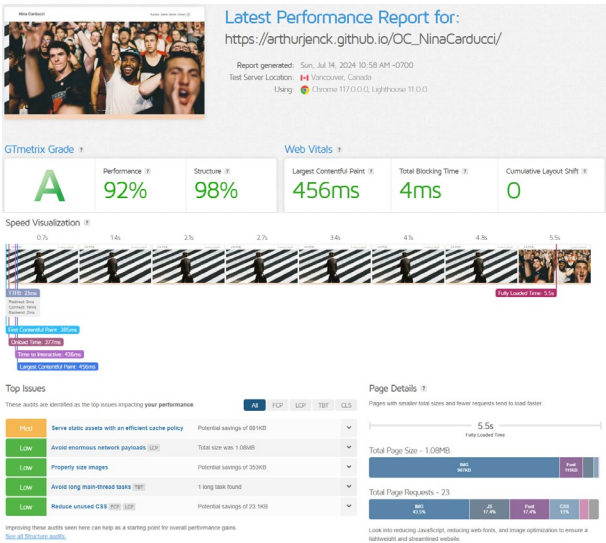 Nina Carducci
Latest Performance Report for:
https://arthurjenck.github.io/OC_NinaCarducci/
Report generated: Sun, Jul 14, 2024 10:58 AM -0700
Test Server Location: Vancouver, Canada
Using: Chrome 117.0.0.0, Lighthouse 11.0.0
GTmetrix Grade ?
Web Vitals ?
A
Performance ?
92%
Structure ?
98%
Largest Contentful Paint ?
456ms
Total Blocking Time ?
4ms
Cumulative Layout Shift ?
0
Speed Visualization ?
0.7s 1.4s 2.1s 2.7s 3.4s 4.1s 4.8s 5.5s
TTFB: 21ms
Fully Loaded Time: 5.5s
First Contentful Paint: 385ms
Onload Time: 377ms
Time to Interactive: 436ms
Largest Contentful Paint: 456ms
Top Issues
These audits are identified as the top issues impacting your performance
All FCP LCP TBT CLS
Med Serve static assets with an efficient cache policy Potential savings of 881KB
Low Avoid enormous network payloads LCP Total size was 1.08MB
Low Properly size images Potential savings of 353KB
Low Avoid long main-thread tasks TBT 1 long task found
Low Reduce unused CSS FCP LCP Potential savings of 23.1KB
Improving these audits seen here can help as a starting point for overall performance gains.
See all Structure audits.
Page Details ?
Pages with smaller total sizes and fewer requests tend to load faster.
5.5s
Fully Loaded Time
Total Page Size - 1.08MB
IMG
Font
Total Page Requests - 23
IMG
43.5%
JS
17.4%
Font
17.4%
CSS
13%
Look into reducing JavaScript, reducing web-fonts, and image optimization to ensure a
lightweight and streamlined website.